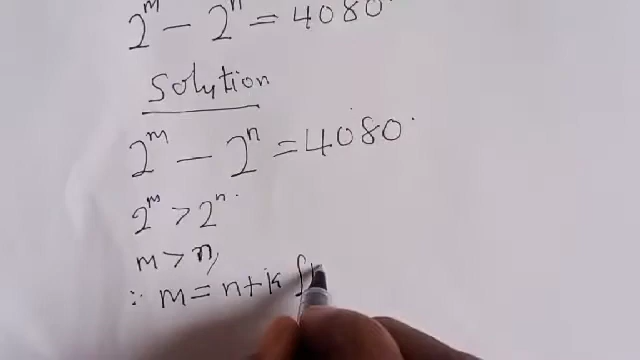 2^m - 2^n = 4080.
Solution
2^m - 2^n = 4080.
2^m > 2^n.
m > n,
∴ m = n + k